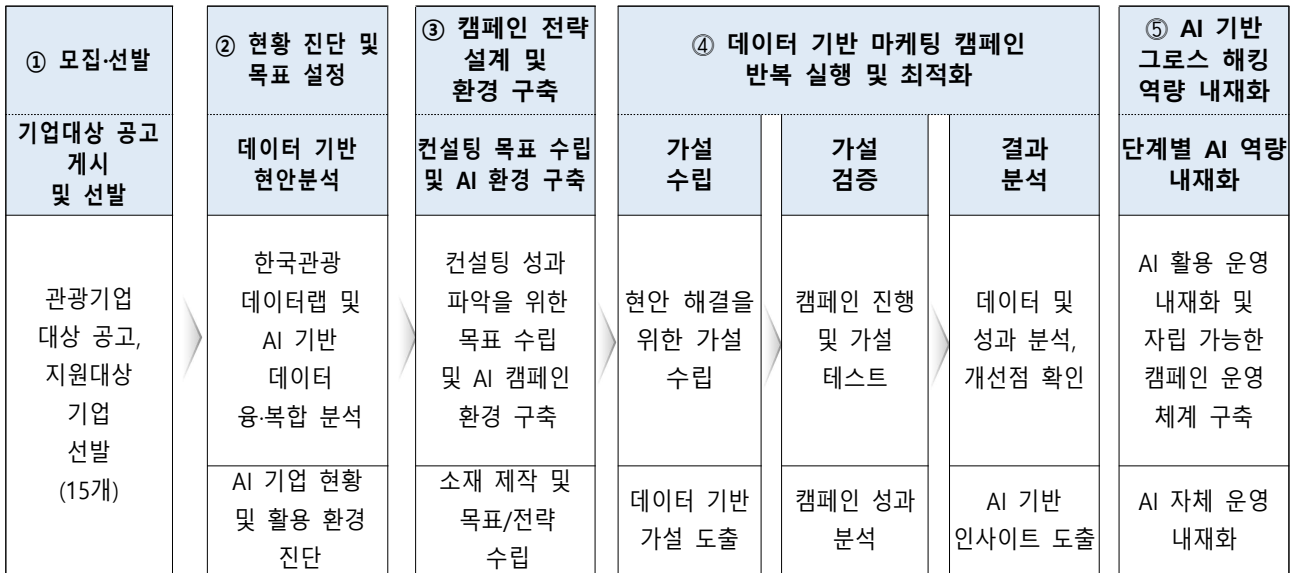 ① 모집·선발
기업대상 공고
게시
및 선발
관광기업
대상 공고,
지원대상
기업
선발
(15개)
② 현황 진단 및
목표 설정
데이터 기반
현안분석
한국관광
데이터랩 및
AI 기반
데이터
융·복합 분석
AI 기업 현황
및 활용 환경
진단
③ 캠페인 전략
설계 및
환경 구축
컨설팅 목표 수립
및 AI 환경 구축
컨설팅 성과
파악을 위한
목표 수립
및 AI 캠페인
환경 구축
소재 제작 및
목표/전략
수립
④ 데이터 기반 마케팅 캠페인
반복 실행 및 최적화
가설
수립
현안 해결을
위한 가설
수립
데이터 기반
가설 도출
가설
검증
캠페인 진행
및 가설
테스트
캠페인 성과
분석
결과
분석
데이터 및
성과 분석,
개선점 확인
AI 기반
인사이트 도출
⑤ AI 기반
그로스 해킹
역량 내재화
단계별 AI 역량
내재화
AI 활용 운영
내재화 및
자립 가능한
캠페인 운영
체계 구축
AI 자체 운영
내재화